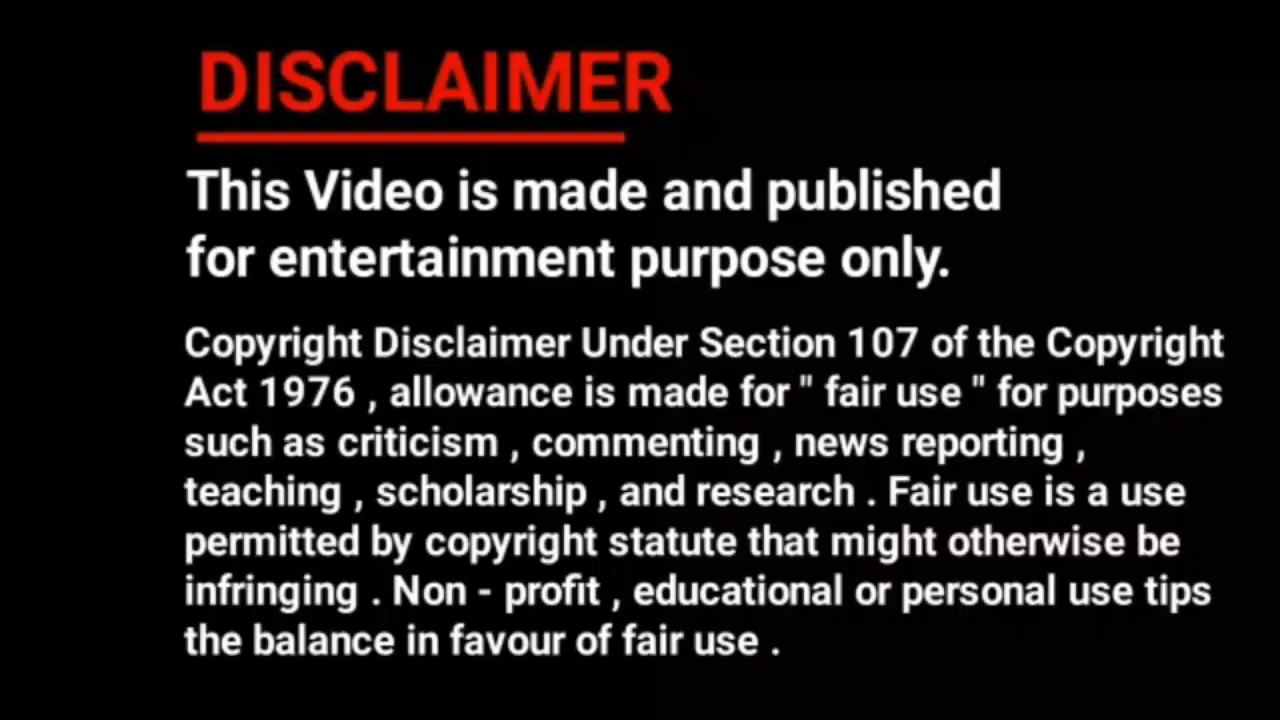 DISCLAIMER
This Video is made and published
for entertainment purpose only.
Copyright Disclaimer Under Section 107 of the Copyright
Act 1976 , allowance is made for " fair use " for purposes
such as criticism , commenting , news reporting ,
teaching , scholarship , and research . Fair use is a use
permitted by copyright statute that might otherwise be
infringing . Non - profit , educational or personal use tips
the balance in favour of fair use .